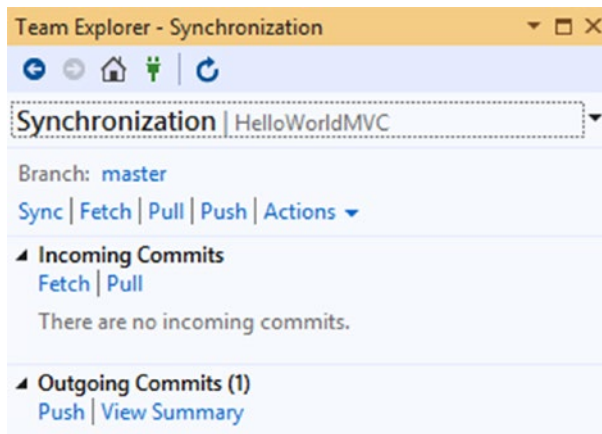 Team Explorer - Synchronization
Synchronization | HelloWorldMVC
Branch: master
Sync | Fetch | Pull | Push | Actions
Incoming Commits
Fetch | Pull
There are no incoming commits.
Outgoing Commits (1)
Push | View Summary